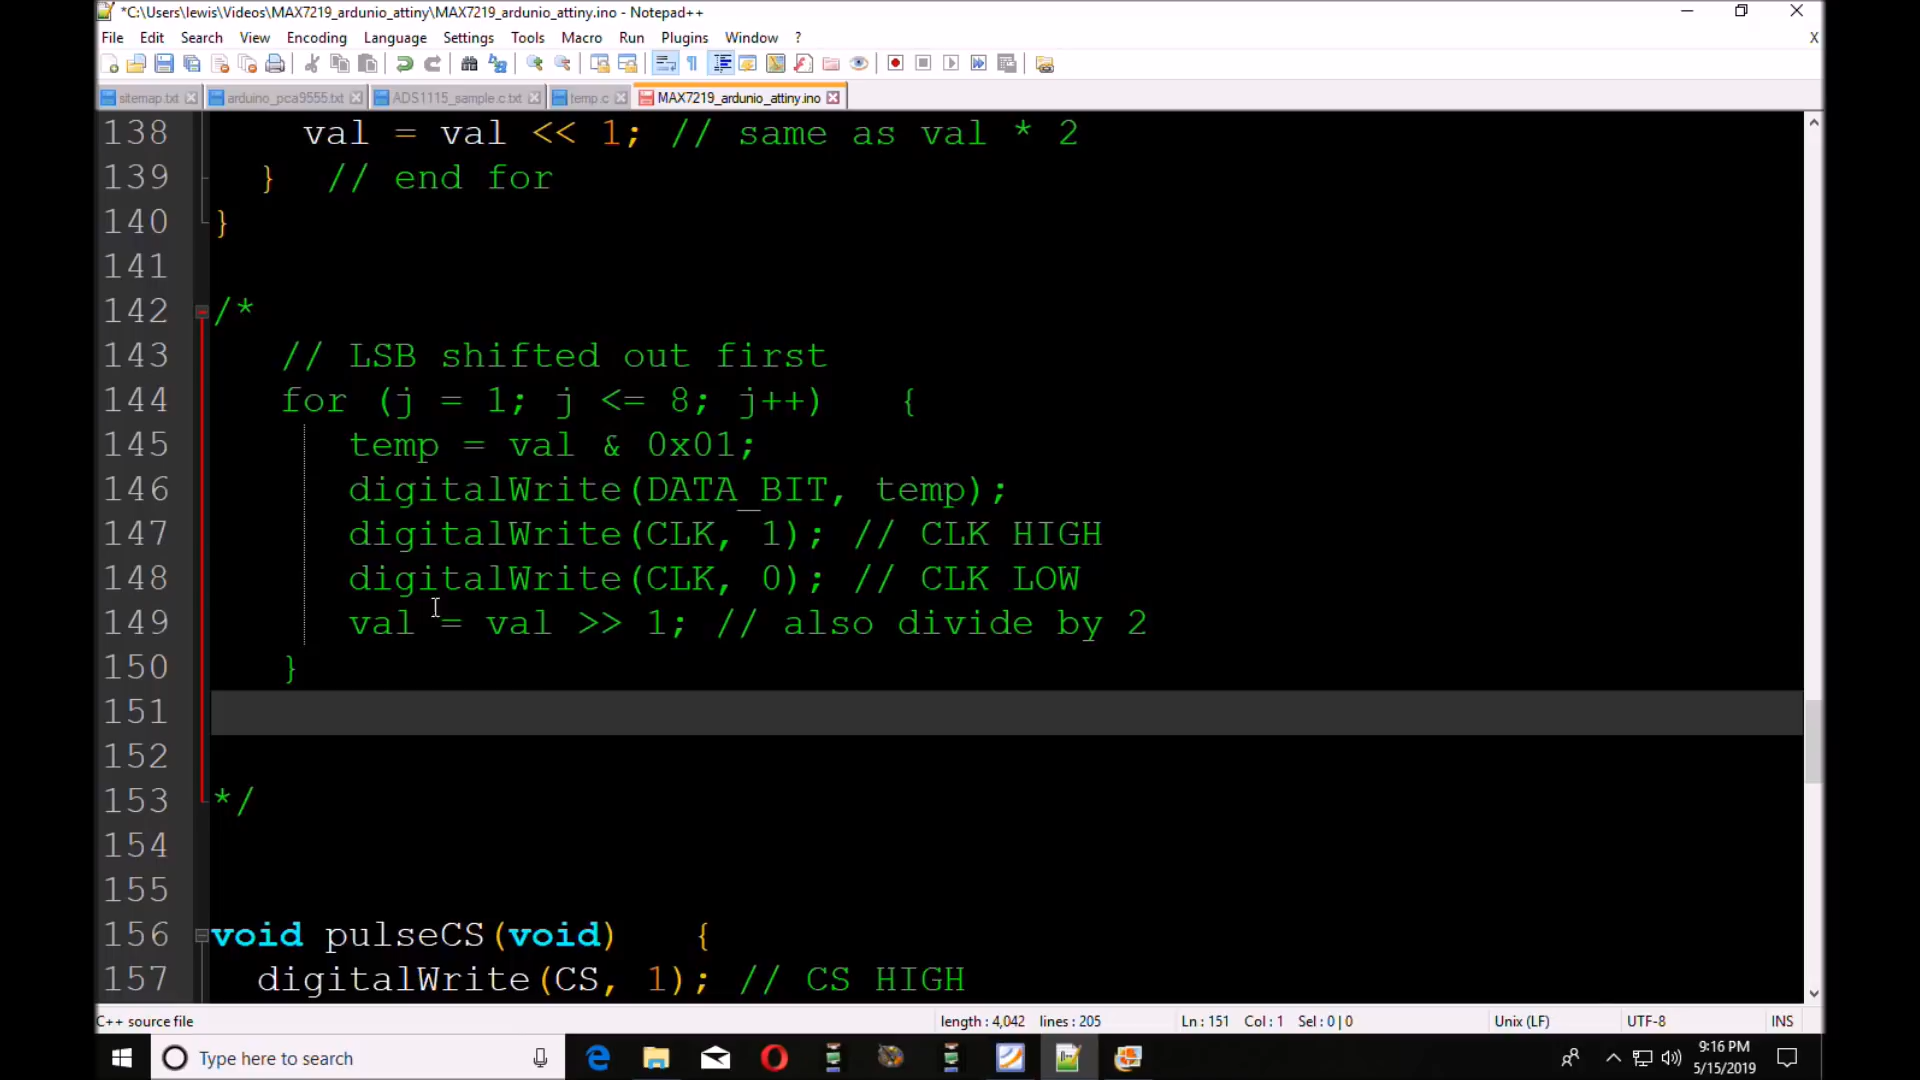 *C:\Users\lewis\Videos\MAX7219_ardunio_attiny\MAX7219_ardunio_attiny.ino - Notepad++
File Edit Search View Encoding Language Settings Tools Macro Run Plugins Window ? X
sitemap.txt arduino_pca9555.txt ADS1115_sample.c.txt temp.c MAX7219_ardunio_attiny.ino
138 val = val << 1; // same as val * 2
139 } // end for
140 }
141
142 /*
143 // LSB shifted out first
144 for (j = 1; j <= 8; j++) {
145 temp = val & 0x01;
146 digitalWrite(DATA_BIT, temp);
147 digitalWrite(CLK, 1); // CLK HIGH
148 digitalWrite(CLK, 0); // CLK LOW
149 val = val >> 1; // also divide by 2
150 }
151
152
153 */
154
155
156 void pulseCS(void) {
157 digitalWrite(CS, 1); // CS HIGH
C++ source file length : 4,042 lines : 205 Ln : 151 Col : 1 Sel : 0 | 0 Unix (LF) UTF-8 INS
Type here to search 9:16 PM
5/15/2019